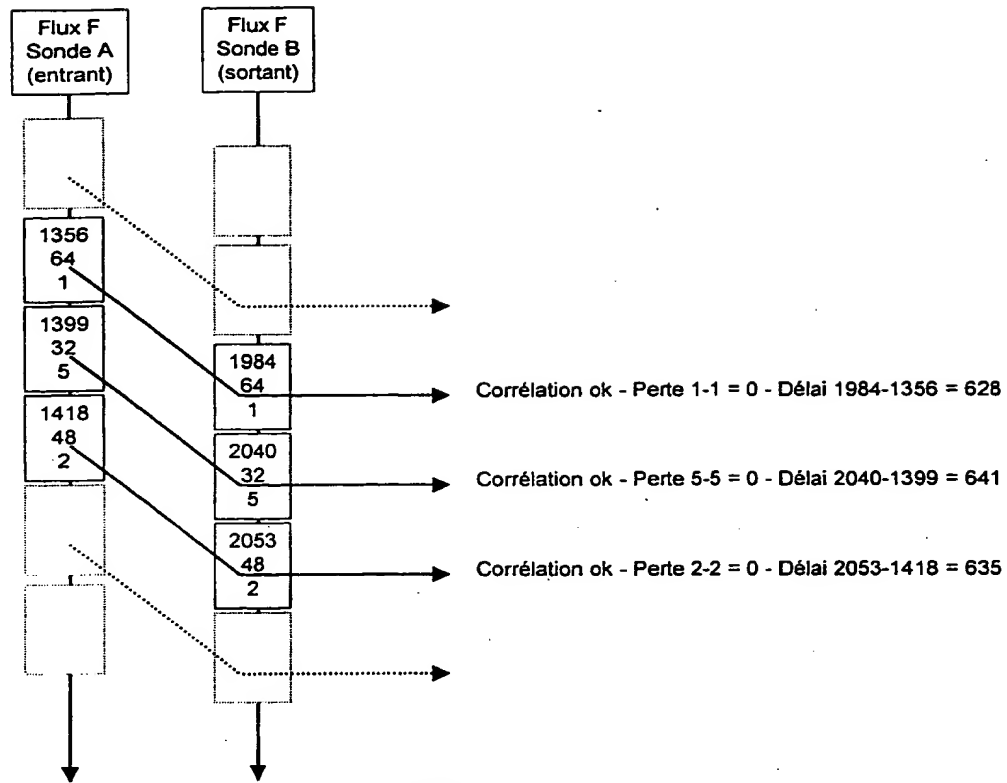 Flux F
Sonde A
(entrant)
Flux F
Sonde B
(sortant)
1356
64
1
1399
32
5
1418
48
2
1984
64
1
2040
32
5
2053
48
2
Corrélation ok - Perte 1-1 = 0 - Délai 1984-1356 = 628
Corrélation ok - Perte 5-5 = 0 - Délai 2040-1399 = 641
Corrélation ok - Perte 2-2 = 0 - Délai 2053-1418 = 635